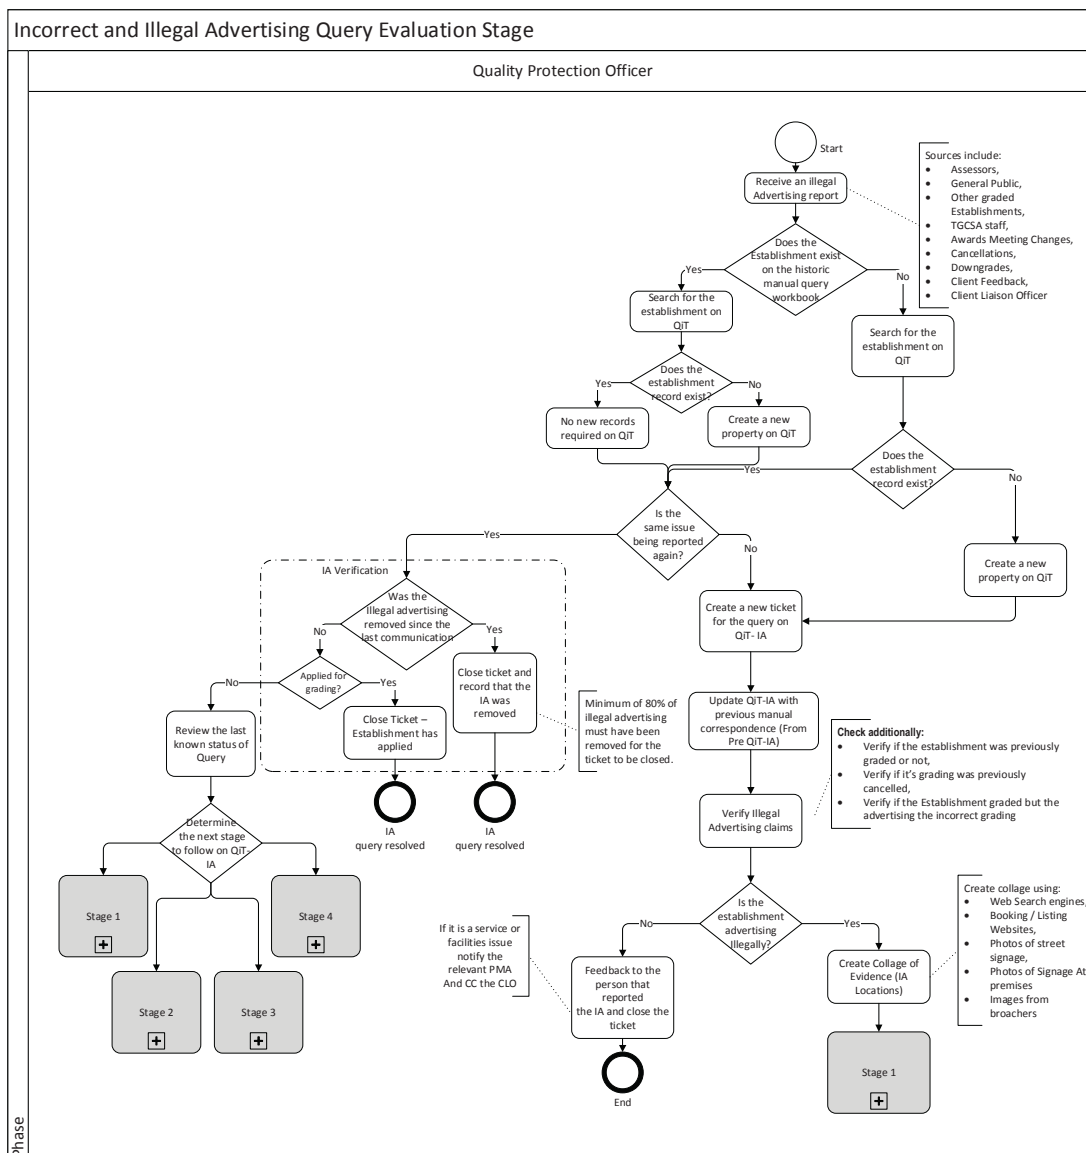 Incorrect and Illegal Advertising Query Evaluation Stage
Quality Protection Officer
Phase
Start
Receive an illegal
Advertising report
Sources include:
• Assessors,
• General Public,
• Other graded
Establishments,
• TGCSA staff,
• Awards Meeting Changes,
• Cancellations,
• Downgrades,
• Client Feedback,
• Client Liaison Officer
Does the
Establishment exist
on the historic
manual query
workbook
Yes
No
Search for the
establishment on
QiT
Search for the
establishment on
QiT
Does the
establishment
record exist?
Yes
No
No new records
required on QiT
Create a new
property on QiT
Does the
establishment
record exist?
Yes
No
Create a new
property on QiT
Is the
same issue
being reported
again?
Yes
No
IA Verification
Was the
Illegal advertising
removed since the
last communication
No
Yes
Applied for
grading?
No
Yes
Close ticket and
record that the
IA was
removed
Close Ticket –
Establishment has
applied
Minimum of 80% of
illegal advertising
must have been
removed for the
ticket to be closed.
IA
query resolved
IA
query resolved
Review the last
known status of
Query
Determine
the next stage
to follow on QiT-
IA
Stage 1
Stage 2
Stage 3
Stage 4
Create a new ticket
for the query on
QiT- IA
Update QiT-IA with
previous manual
correspondence (From
Pre QiT-IA)
Verify Illegal
Advertising claims
Check additionally:
• Verify if the establishment was previously
graded or not,
• Verify if it's grading was previously
cancelled,
• Verify if the Establishment graded but the
advertising the incorrect grading
Is the
establishment
advertising
Illegally?
No
Yes
If it is a service or
facilities issue
notify the
relevant PMA
And CC the CLO
Feedback to the
person that
reported
the IA and close the
ticket
End
Create Collage of
Evidence (IA
Locations)
Create collage using:
• Web Search engines,
• Booking / Listing
Websites,
• Photos of street
signage,
• Photos of Signage At
premises
• Images from
broachers
Stage 1